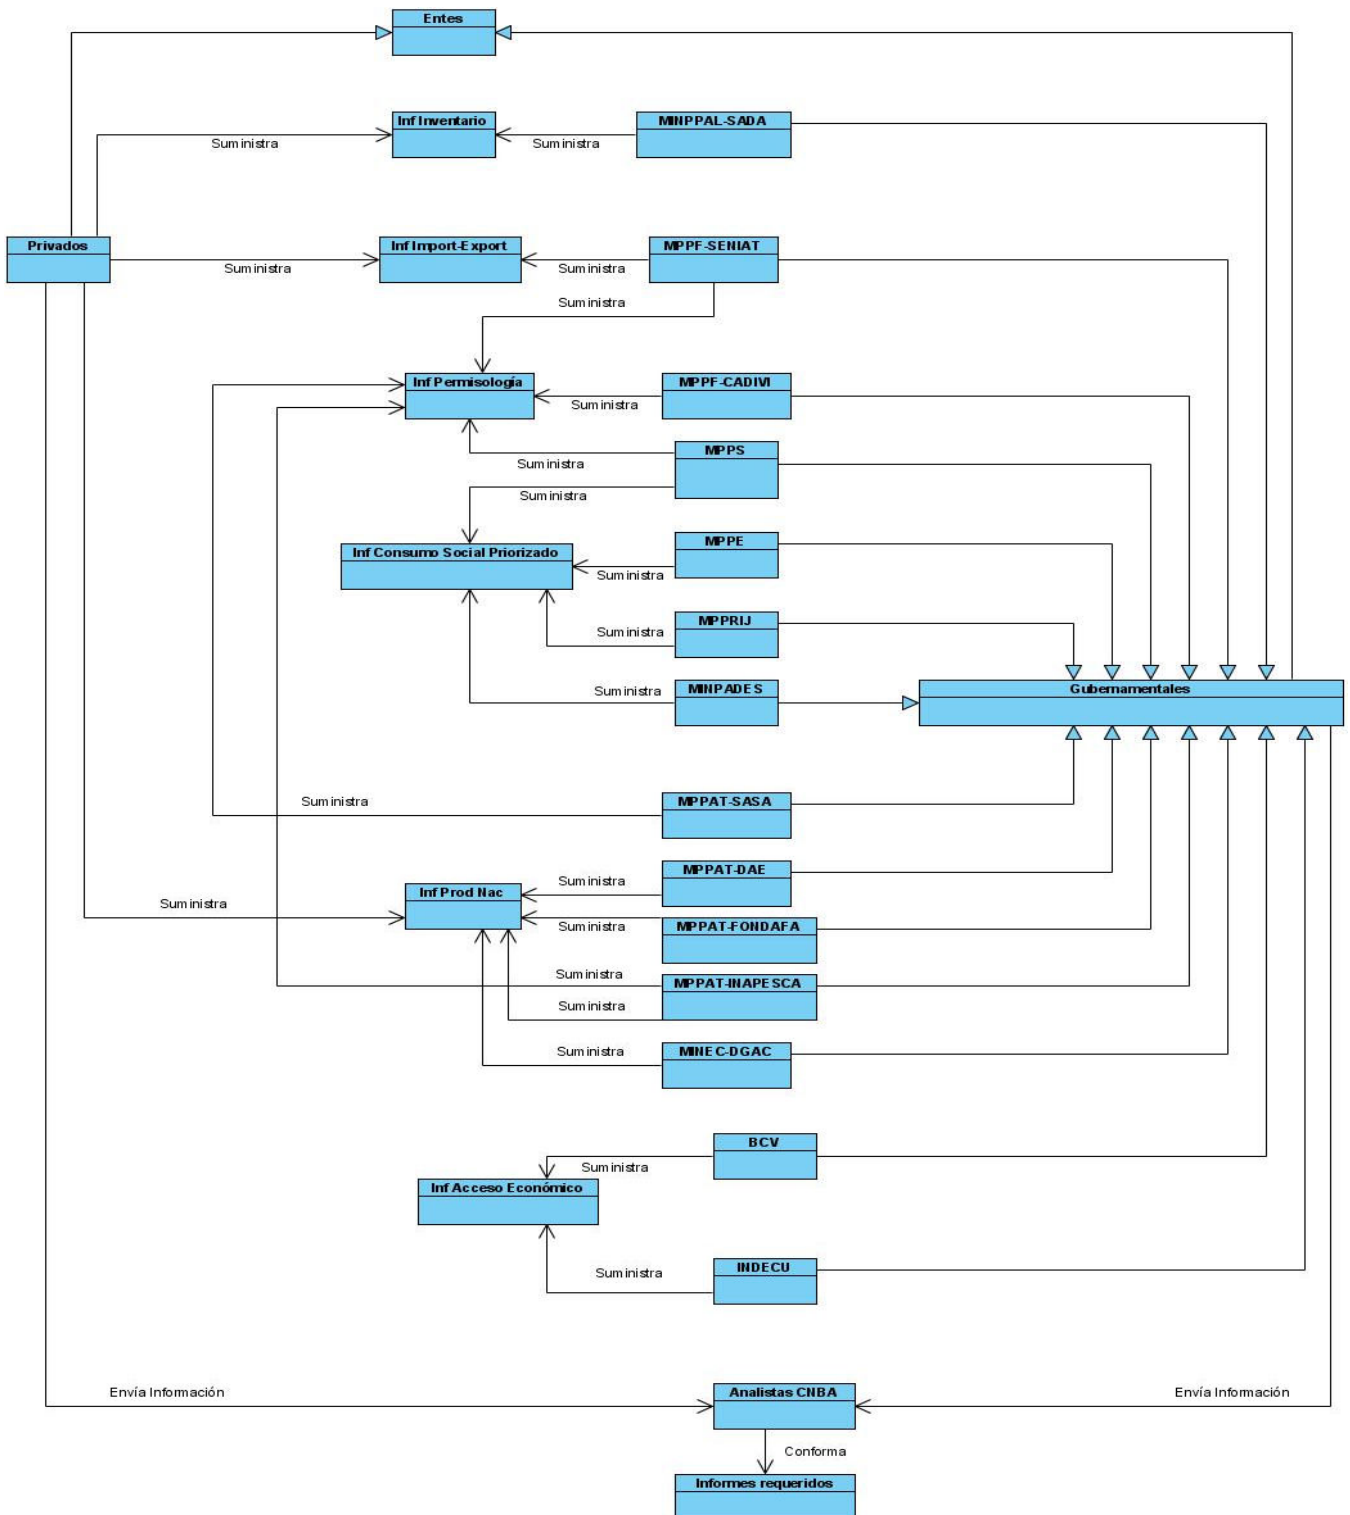 Entes
Inf Inventario
MINPPAL-SADA
Suministra
Suministra
Privados
Inf Import-Export
MPPF-SENIAT
Suministra
Suministra
Suministra
Inf Permisología
MPPF-CADIVI
Suministra
MPPS
Suministra
Suministra
MPPE
Inf Consumo Social Priorizado
Suministra
MPPRIJ
Suministra
MINPADES
Suministra
Gubernamentales
MPPAT-SASA
Suministra
MPPAT-DAE
Suministra
Inf Prod Nac
Suministra
MPPAT-FONDAFA
Suministra
Suministra
MPPAT-INAPESCA
Suministra
MINEC-DGAC
Suministra
BCV
Suministra
Inf Acceso Económico
INDECU
Suministra
Envía Información
Analistas CNBA
Envía Información
Conforma
Informes requeridos